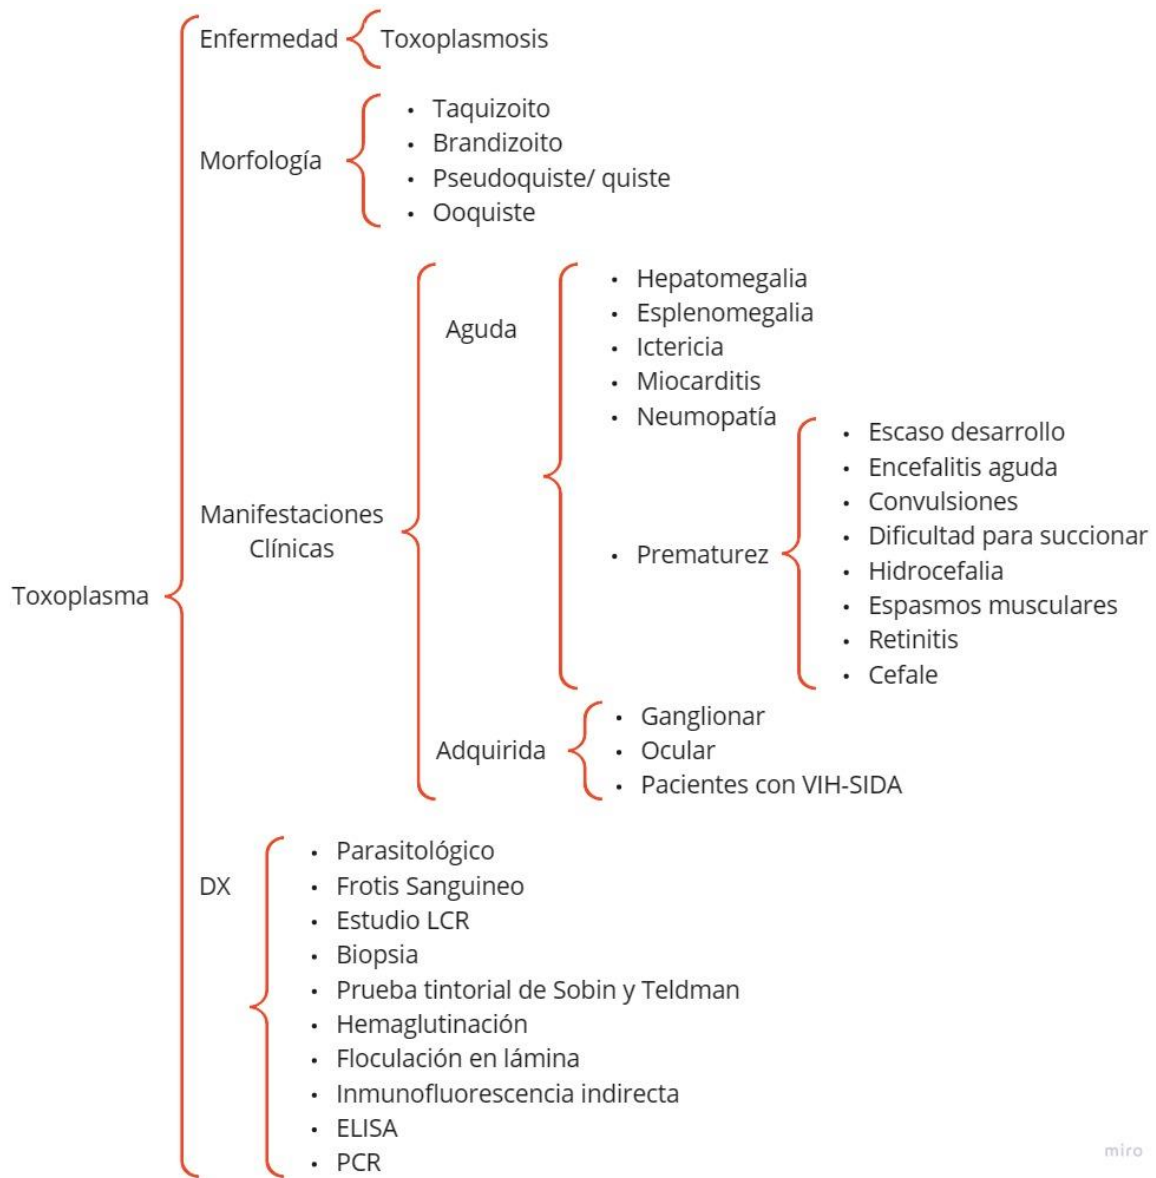 Enfermedad
Toxoplasmosis
Morfología
• Taquizoito
• Brandizoito
• Pseudoquiste/ quiste
• Ooquiste
Manifestaciones
Clínicas
Aguda
• Hepatomegalia
• Esplenomegalia
• Ictericia
• Miocarditis
• Neumopatía
• Prematurez
• Escaso desarrollo
• Encefalitis aguda
• Convulsiones
• Dificultad para succionar
• Hidrocefalia
• Espasmos musculares
• Retinitis
• Cefale
Toxoplasma
Adquirida
• Ganglionar
• Ocular
• Pacientes con VIH-SIDA
DX
• Parasitológico
• Frotis Sanguineo
• Estudio LCR
• Biopsia
• Prueba tintorial de Sobin y Teldman
• Hemaglutinación
• Floculación en lámina
• Inmunofluorescencia indirecta
• ELISA
• PCR
miro